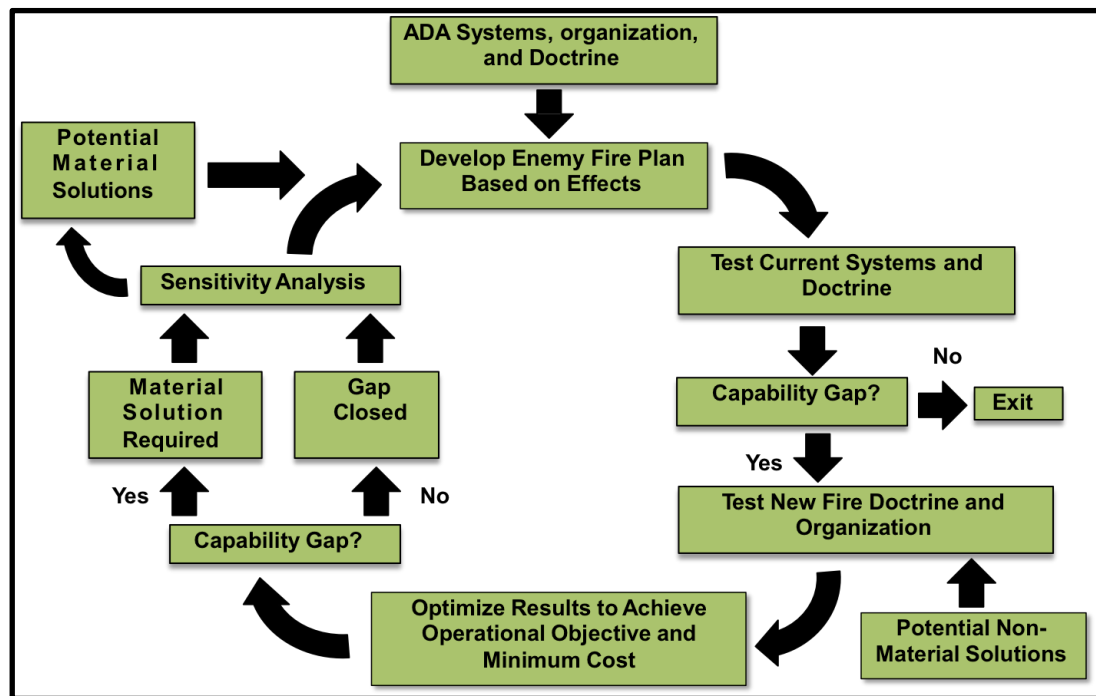 ADA Systems, organization,
and Doctrine
Potential
Material
Solutions
Develop Enemy Fire Plan
Based on Effects
Sensitivity Analysis
Test Current Systems and
Doctrine
No
Material
Solution
Required
Gap
Closed
Capability Gap?
Exit
Yes
Yes
No
Test New Fire Doctrine and
Organization
Capability Gap?
Optimize Results to Achieve
Operational Objective and
Minimum Cost
Potential Non-
Material Solutions